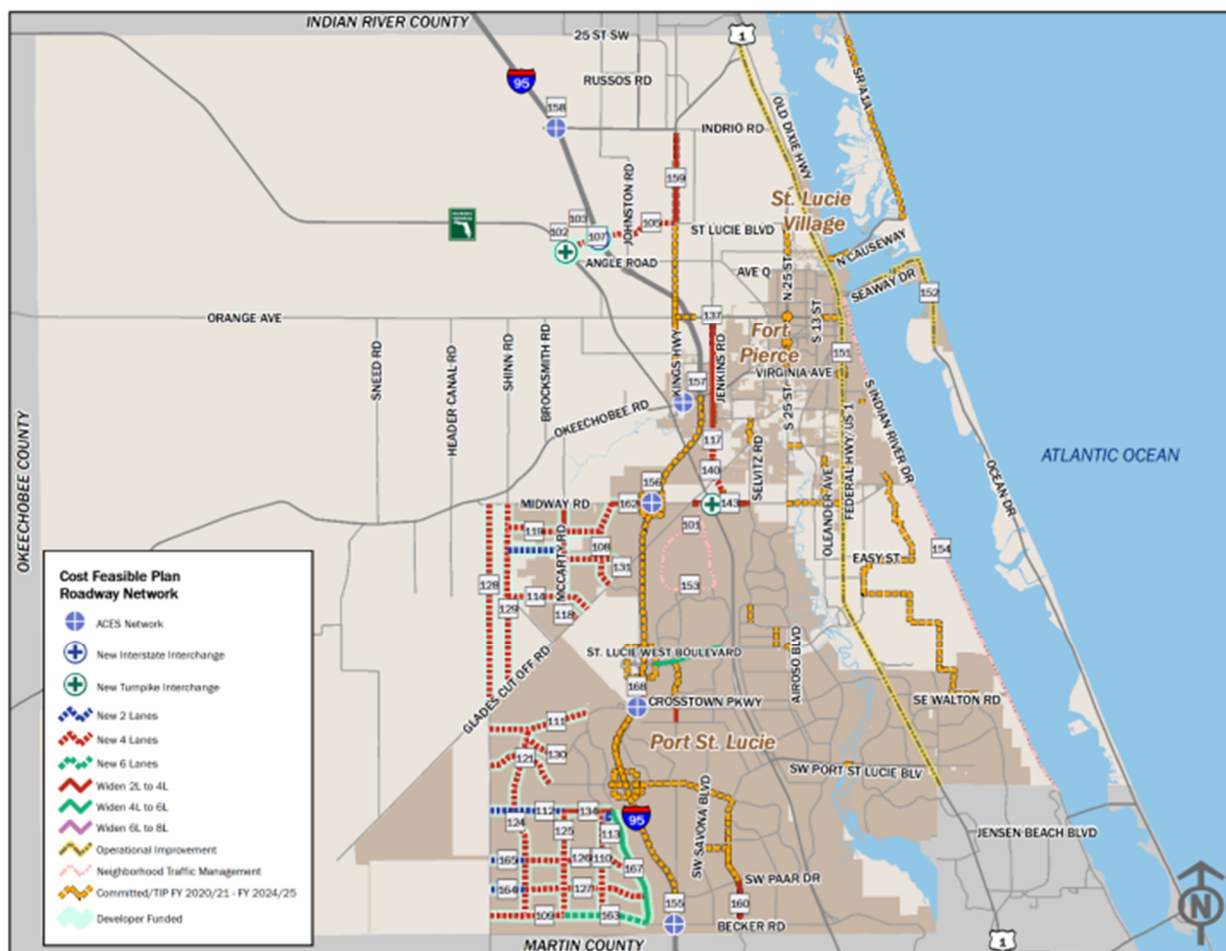 INDIAN RIVER COUNTY
25 ST SW
1
RUSSOS RD
95
SR A1A
158
OLD DIXIE HWY
INDRIO RD
159
JOHNSTON RD
St. Lucie
Village
103
102
107
105
ST LUCIE BLVD
N CAUSEWAY
ANGLE ROAD
AVE Q
N 25 ST
SEAWAY DR
152
ORANGE AVE
137
S 13 ST
Fort
Pierce
SNEED RD
HEADER CANAL RD
SHINN RD
BROCKSMITH RD
KINGS HWY
JENKINS RD
151
VIRGINIA AVE
157
S INDIAN RIVER DR
OKEECHOBEE RD
S 25 ST
FEDERAL HWY/US 1
117
SELVITZ RD
ATLANTIC OCEAN
OKEECHOBEE COUNTY
140
156
OCEAN DR
OLEANDER AVE
MIDWAY RD
162
143
101
119
MCCARTY RD
108
154
EASY ST
131
128
153
114
129
118
ST. LUCIE WEST BOULEVARD
AIROSO BLVD
GLADES CUT OFF RD
168
CROSSTOWN PKWY
SE WALTON RD
111
Port St. Lucie
130
121
SW PORT ST LUCIE BLV
SW SAVONA BLVD
112
134
95
124
125
113
JENSEN BEACH BLVD
165
126
110
167
164
127
SW PAAR DR
109
163
155
160
BECKER RD
MARTIN COUNTY
1
N
Cost Feasible Plan
Roadway Network
ACES Network
New Interstate Interchange
New Turnpike Interchange
New 2 Lanes
New 4 Lanes
New 6 Lanes
Widen 2L to 4L
Widen 4L to 6L
Widen 6L to 8L
Operational Improvement
Neighborhood Traffic Management
Committed/TIP FY 2020/21 - FY 2024/25
Developer Funded